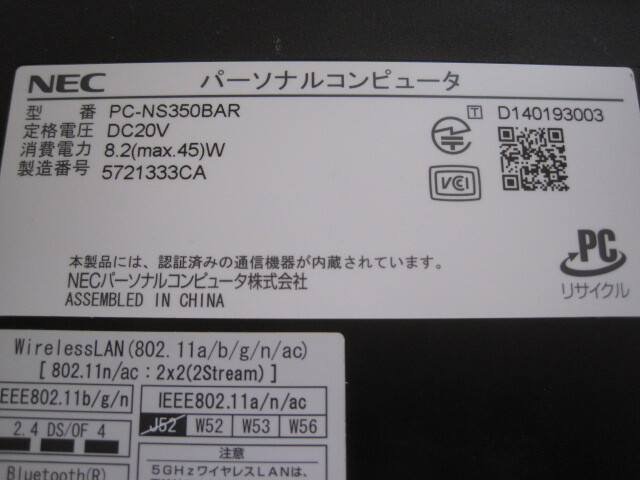 NEC パーソナルコンピュータ
型 番 PC-NS350BAR
定格電圧 DC20V
消費電力 8.2(max.45)W
製造番号 5721333CA
T D140193003
VCI
PC
リサイクル
本製品には、認証済みの通信機器が内蔵されています。
NECパーソナルコンピュータ株式会社
ASSEMBLED IN CHINA
WirelessLAN(802.11a/b/g/n/ac)
[ 802.11n/ac : 2x2(2Stream) ]
IEEE802.11b/g/n
IEEE802.11a/n/ac
2.4 DS/OF 4
J52 W52 W53 W56
注意
Bluetooth(R)
5GHzワイヤレスLANは、